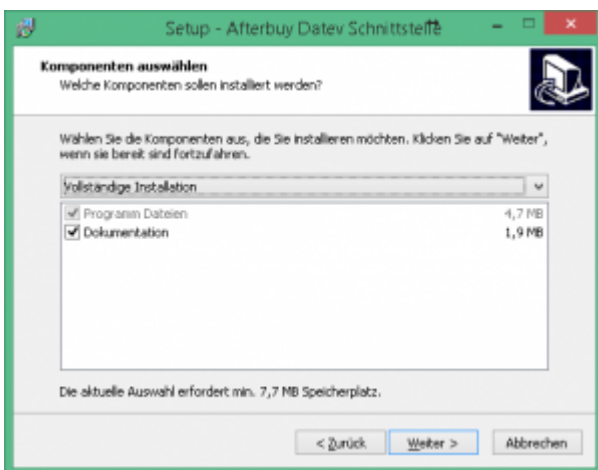 Setup - Afterbuy Datev Schnittstelle
Komponenten auswählen
Welche Komponenten sollen installiert werden?
Wählen Sie die Komponenten aus, die Sie installieren möchten. Klicken Sie auf "Weiter",
wenn sie bereit sind fortzufahren.
Vollständige Installation
Programm Dateien 4,7 MB
Dokumentation 1,9 MB
Die aktuelle Auswahl erfordert min. 7,7 MB Speicherplatz.
< Zurück Weiter > Abbrechen